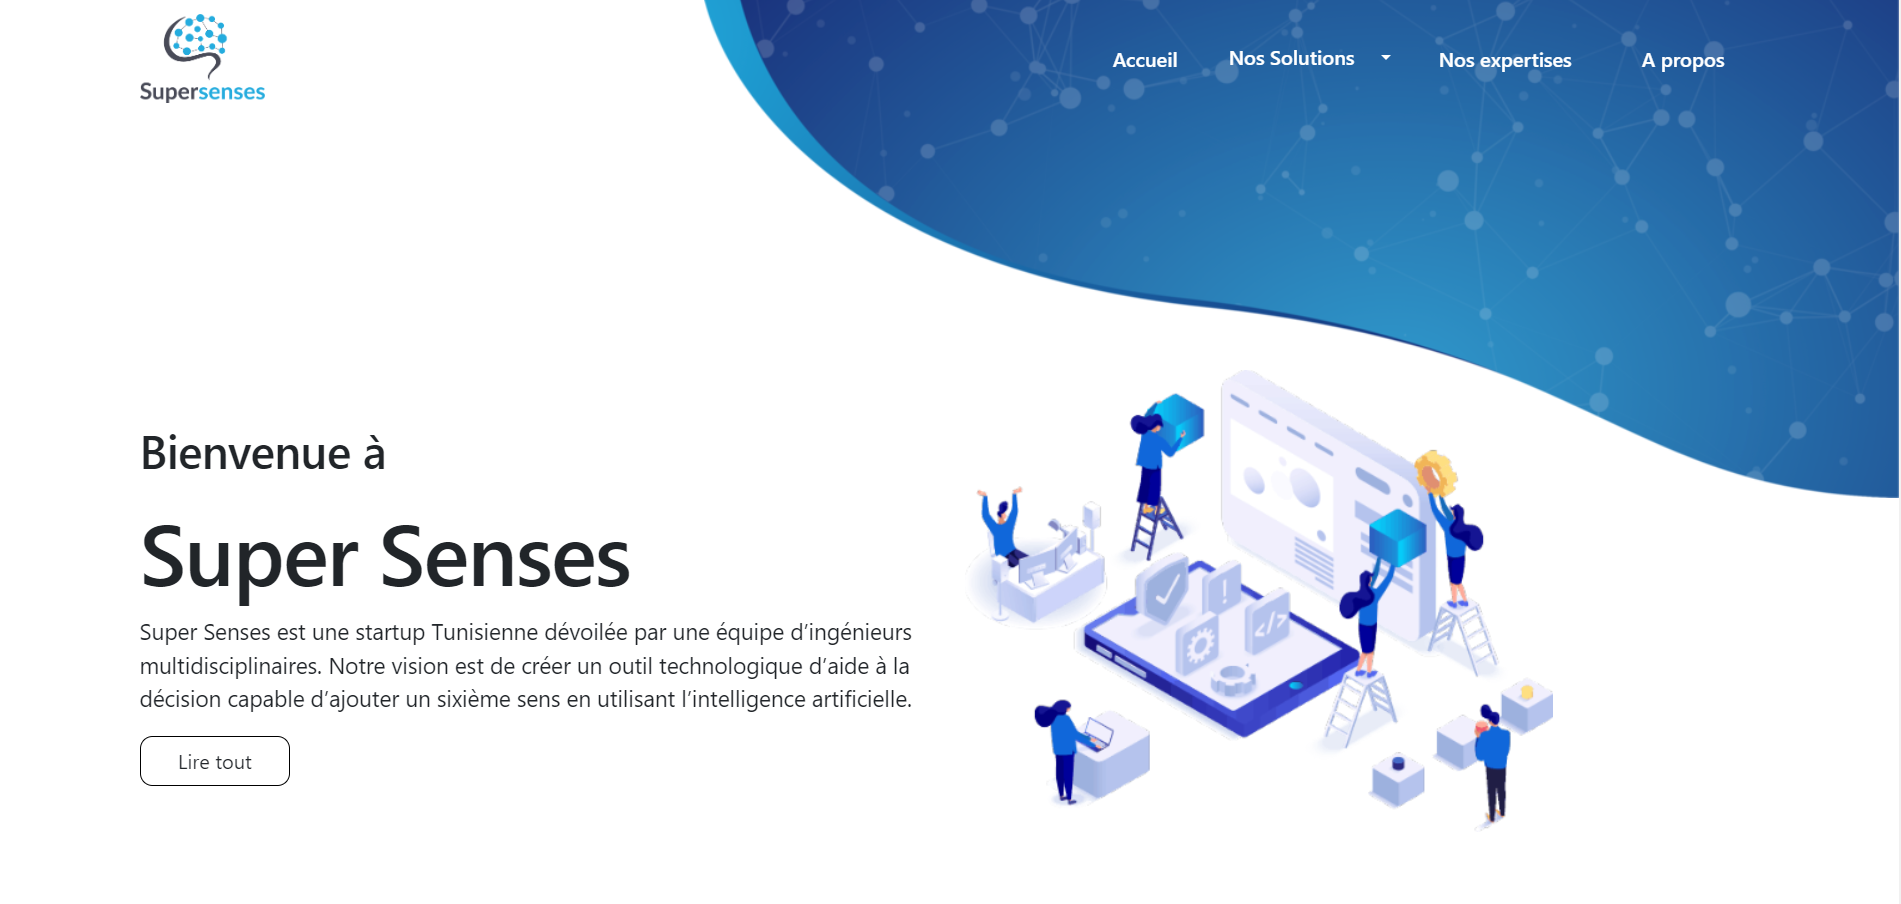 Supersenses
Accueil Nos Solutions Nos expertises A propos
Bienvenue à
Super Senses
Super Senses est une startup Tunisienne dévoilée par une équipe d’ingénieurs
multidisciplinaires. Notre vision est de créer un outil technologique d’aide à la
décision capable d’ajouter un sixième sens en utilisant l’intelligence artificielle.
Lire tout